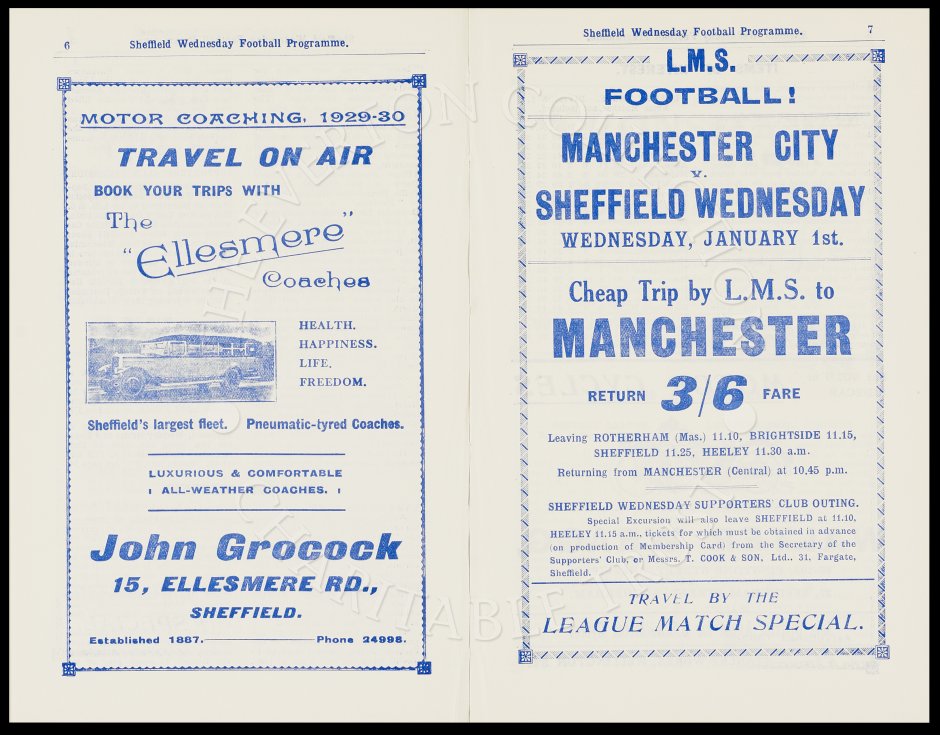 6
Sheffield Wednesday Football Programme.
MOTOR COACHING, 1929-30
TRAVEL ON AIR
BOOK YOUR TRIPS WITH
The
"Ellesmere"
Coaches
HEALTH.
HAPPINESS.
LIFE.
FREEDOM.
Sheffield's largest fleet. Pneumatic-tyred Coaches.
LUXURIOUS & COMFORTABLE
ALL-WEATHER COACHES.
John Grocock
15, ELLESMERE RD.,
SHEFFIELD.
Established 1887. Phone 24998.
Sheffield Wednesday Football Programme.
7
L.M.S.
FOOTBALL!
MANCHESTER CITY
v.
SHEFFIELD WEDNESDAY
WEDNESDAY, JANUARY 1st.
Cheap Trip by L.M.S. to
MANCHESTER
RETURN 3/6 FARE
Leaving ROTHERHAM (Mas.) 11.10, BRIGHTSIDE 11.15,
SHEFFIELD 11.25, HEELEY 11.30 a.m.
Returning from MANCHESTER (Central) at 10.45 p.m.
SHEFFIELD WEDNESDAY SUPPORTERS' CLUB OUTING.
Special Excursion will also leave SHEFFIELD at 11.10,
HEELEY 11.15 a.m., tickets for which must be obtained in advance
(on production of Membership Card) from the Secretary of the
Supporters' Club, or Messrs. T. COOK & SON, Ltd., 31, Fargate,
Sheffield.
TRAVEL BY THE
LEAGUE MATCH SPECIAL.
EVERTON COLLECTION
CHARITABLE TRUST